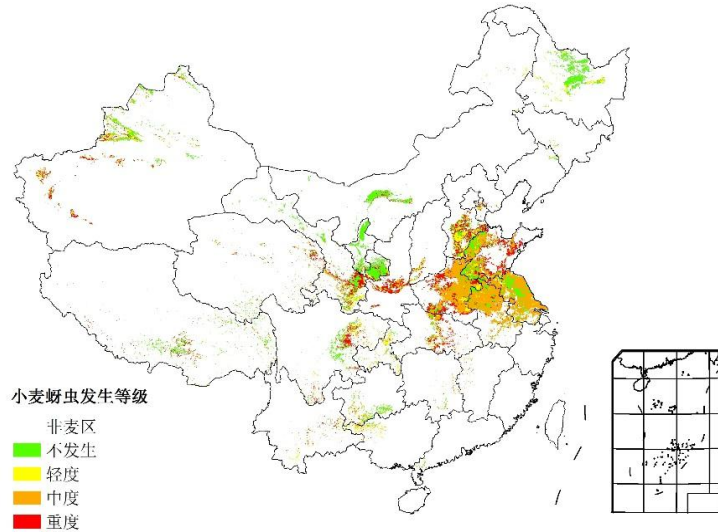 小麦蚜虫发生等级
非麦区
不发生
轻度
中度
重度